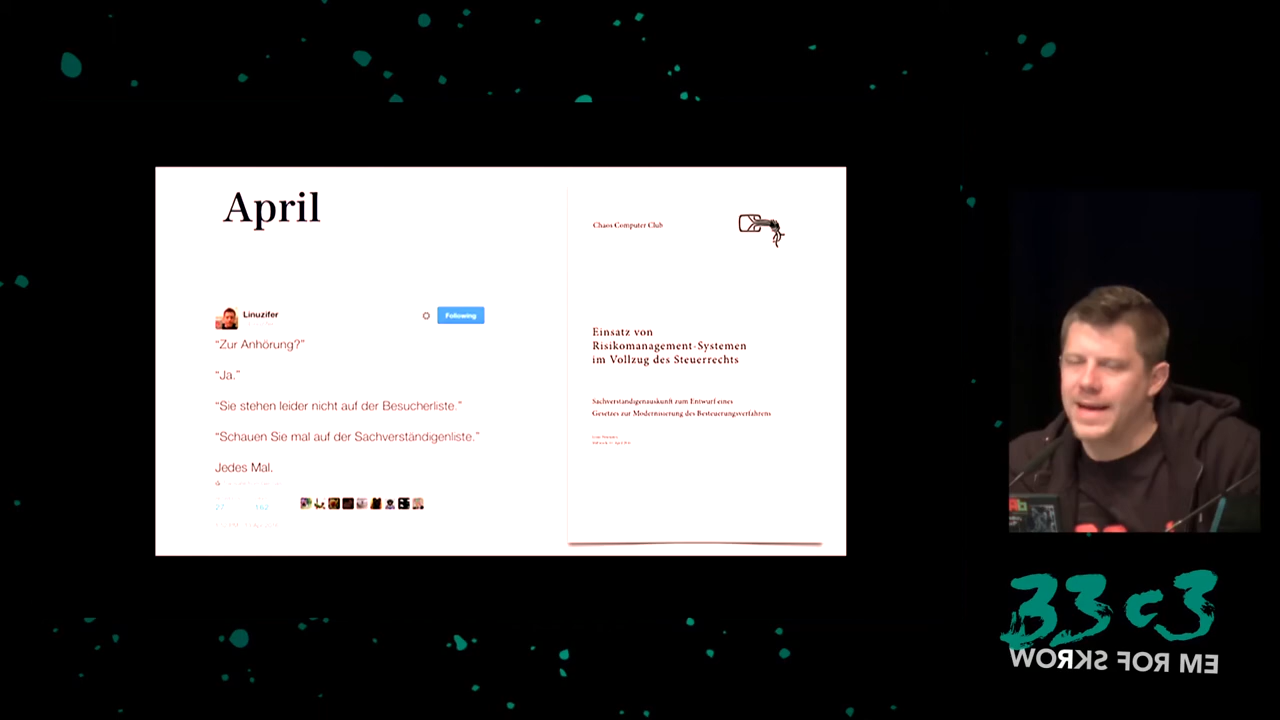 April
Linuzifer
Following
“Zur Anhörung?”
“Ja.”
“Sie stehen leider nicht auf der Besucherliste.”
“Schauen Sie mal auf der Sachverständigenliste.”
Jedes Mal.
27 162
Chaos Computer Club
Einsatz von
Risikomanagement-Systemen
im Vollzug des Steuerrechts
Sachverständigenauskunft zum Entwurf eines
Gesetzes zur Modernisierung des Besteuerungsverfahrens
33c3
WORKS FOR ME